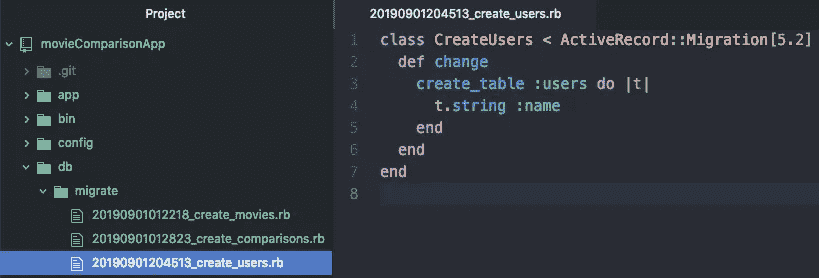 Project
movieComparisonApp
.git
app
bin
config
db
migrate
20190901012218_create_movies.rb
20190901012823_create_comparisons.rb
20190901204513_create_users.rb
20190901204513_create_users.rb
1 class CreateUsers < ActiveRecord::Migration[5.2]
2   def change
3     create_table :users do |t|
4       t.string :name
5     end
6   end
7 end
8